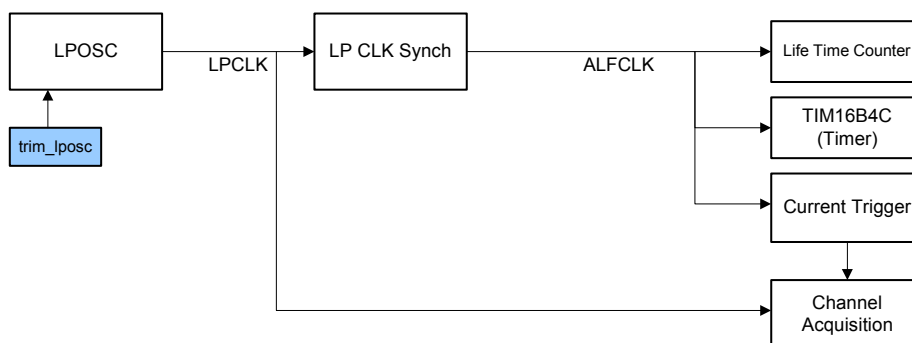 LPOSC
LPCLK
LP CLK Synch
ALFCLK
Life Time Counter
trim_lposc
TIM16B4C
(Timer)
Current Trigger
Channel
Acquisition